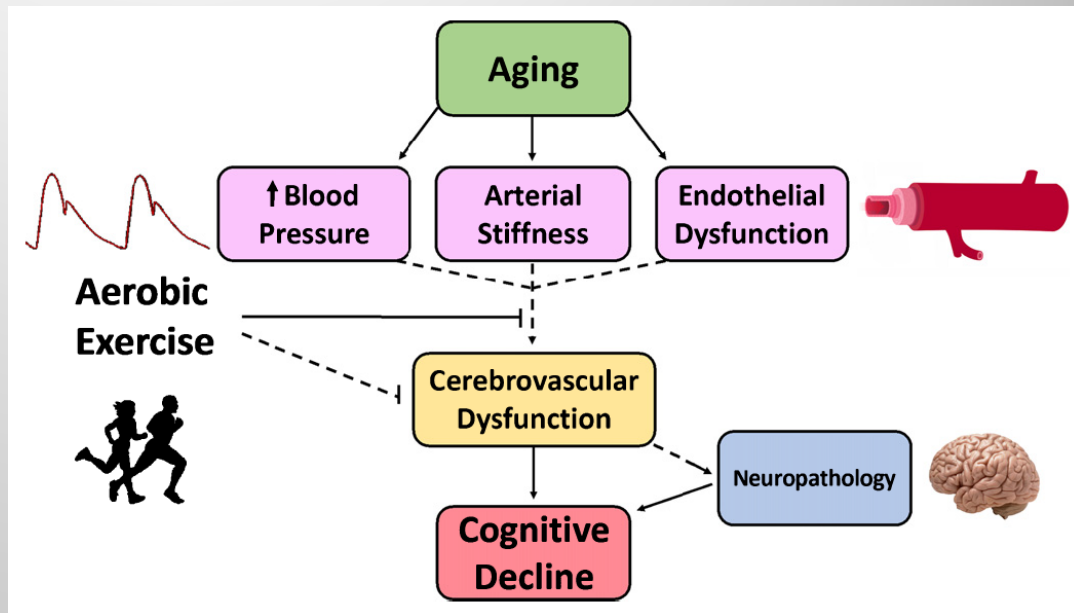 Aging
↑Blood
Pressure
Arterial
Stiffness
Endothelial
Dysfunction
Aerobic
Exercise
Cerebrovascular
Dysfunction
Neuropathology
Cognitive
Decline